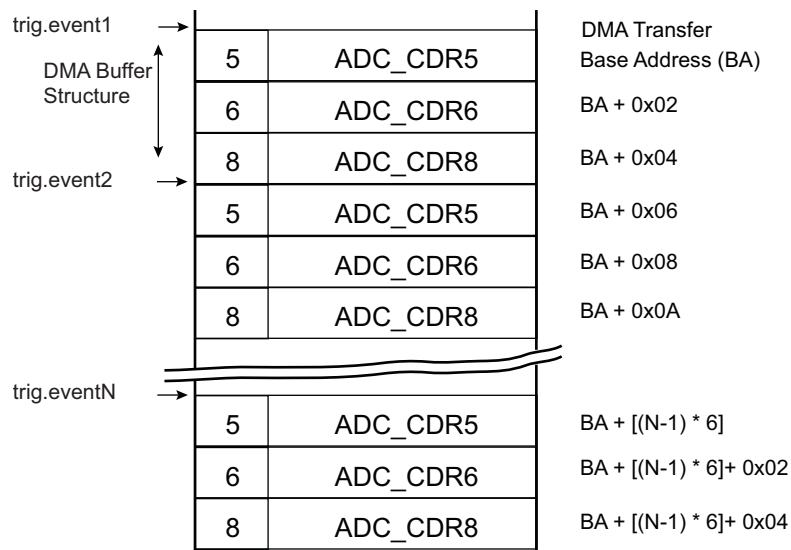 trig.event1
DMA Transfer
5 ADC_CDR5 Base Address (BA)
DMA Buffer
Structure
6 ADC_CDR6 BA + 0x02
8 ADC_CDR8 BA + 0x04
trig.event2
5 ADC_CDR5 BA + 0x06
6 ADC_CDR6 BA + 0x08
8 ADC_CDR8 BA + 0x0A
trig.eventN
5 ADC_CDR5 BA + [(N-1) * 6]
6 ADC_CDR6 BA + [(N-1) * 6]+ 0x02
8 ADC_CDR8 BA + [(N-1) * 6]+ 0x04